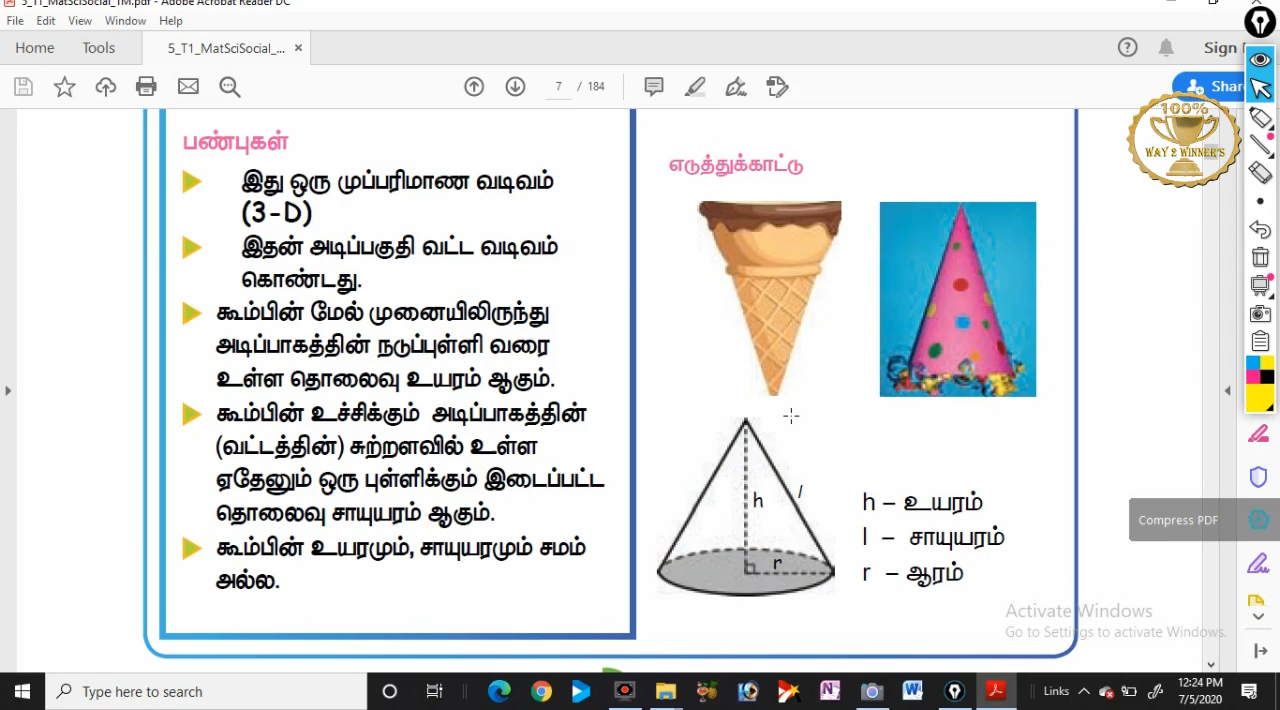 5_T1_MatSciSocial_TM.pdf - Adobe Acrobat Reader DC
File Edit View Window Help
Home Tools 5_T1_MatSciSocial_... ×
Sign
7 / 184
Shar
100%
WAY 2 WINNER'S
பண்புகள்
இது ஒரு முப்பரிமாண வடிவம்
(3-D)
இதன் அடிப்பகுதி வட்ட வடிவம்
கொண்டது.
கூம்பின் மேல் முனையிலிருந்து
அடிப்பாகத்தின் நடுப்புள்ளி வரை
உள்ள தொலைவு உயரம் ஆகும்.
கூம்பின் உச்சிக்கும் அடிப்பாகத்தின்
(வட்டத்தின்) சுற்றளவில் உள்ள
ஏதேனும் ஒரு புள்ளிக்கும் இடைப்பட்ட
தொலைவு சாயுயரம் ஆகும்.
கூம்பின் உயரமும், சாயுயரமும் சமம்
அல்ல.
எடுத்துக்காட்டு
h
l
r
h – உயரம்
l – சாயுயரம்
r – ஆரம்
Compress PDF
Activate Windows
Go to Settings to activate Windows.
Type here to search
Links
12:24 PM
7/5/2020